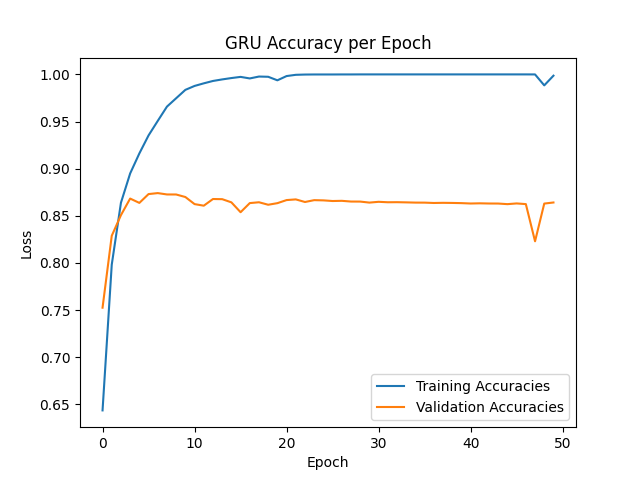 GRU Accuracy per Epoch
Loss
1.00
0.95
0.90
0.85
0.80
0.75
0.70
0.65
0 10 20 30 40 50
Epoch
Training Accuracies
Validation Accuracies